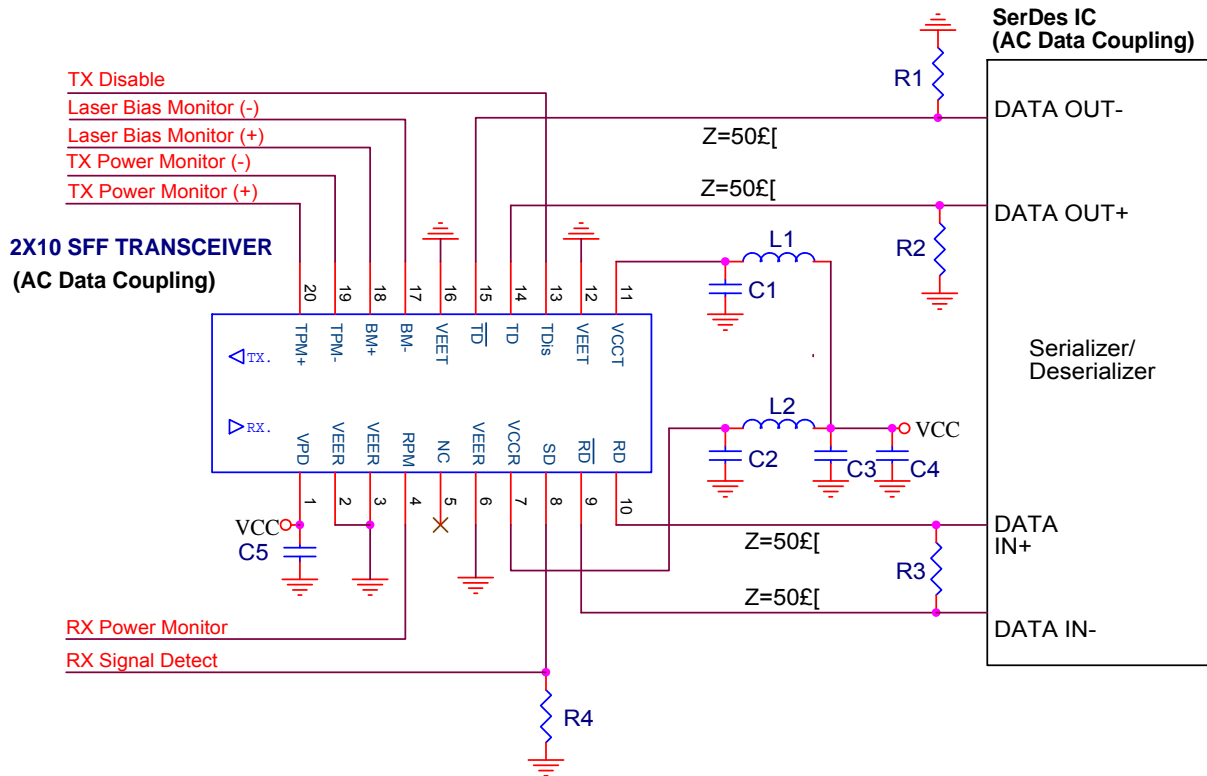 SerDes IC
(AC Data Coupling)
R1
TX Disable
Laser Bias Monitor (-)
Laser Bias Monitor (+)
TX Power Monitor (-)
TX Power Monitor (+)
DATA OUT-
Z=50£[
Z=50£[
DATA OUT+
R2
2X10 SFF TRANSCEIVER
(AC Data Coupling)
L1
C1
20 19 18 17 16 15 14 13 12 11
TPM+ TPM- BM+ BM- VEET TD TD TDis VEET VCCT
TX.
Serializer/
Deserializer
RX.
L2
VCC
C2 C3 C4
VPD VEER VEER RPM NC VEER VCCR SD RD RD
1 2 3 4 5 6 7 8 9 10
VCC
C5
DATA
IN+
Z=50£[
R3
Z=50£[
DATA IN-
RX Power Monitor
RX Signal Detect
R4